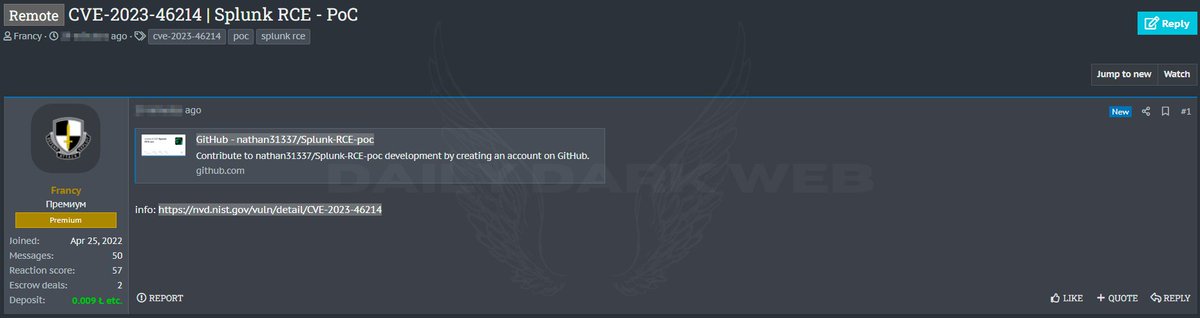 Remote CVE-2023-46214 | Splunk RCE - PoC
Francy · ago · cve-2023-46214 poc splunk rce
Reply
Jump to new Watch
ago
New #1
GitHub - nathan31337/Splunk-RCE-poc
Contribute to nathan31337/Splunk-RCE-poc development by creating an account on GitHub.
github.com
DAILY DARK WEB
info: https://nvd.nist.gov/vuln/detail/CVE-2023-46214
Francy
Премиум
Premium
Joined: Apr 25, 2022
Messages: 50
Reaction score: 57
Escrow deals: 2
Deposit: 0.009 Ł etc.
REPORT
LIKE + QUOTE REPLY